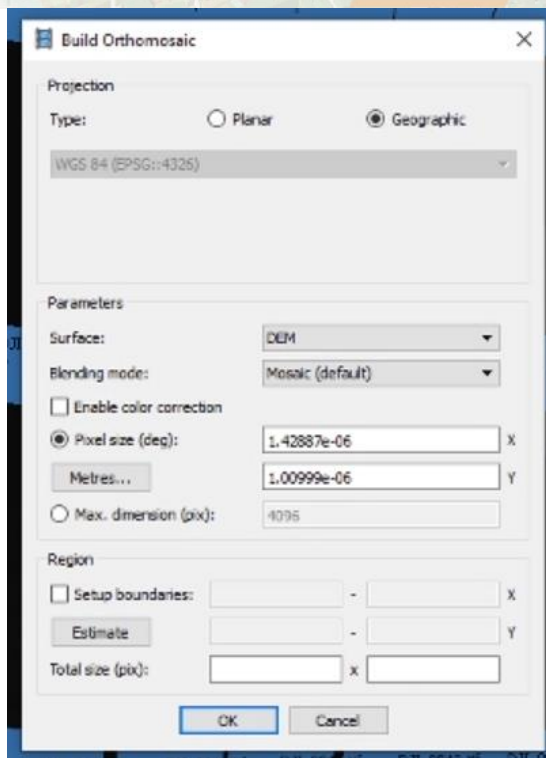 Build Orthomosaic
Projection
Type: Planar Geographic
WGS 84 (EPSG::4326)
Parameters
Surface: DEM
Blending mode: Mosaic (default)
Enable color correction
Pixel size (deg): 1.42887e-06 X
Metres... 1.00999e-06 Y
Max. dimension (pix): 4096
Region
Setup boundaries: - X
Estimate - Y
Total size (pix): x
OK Cancel